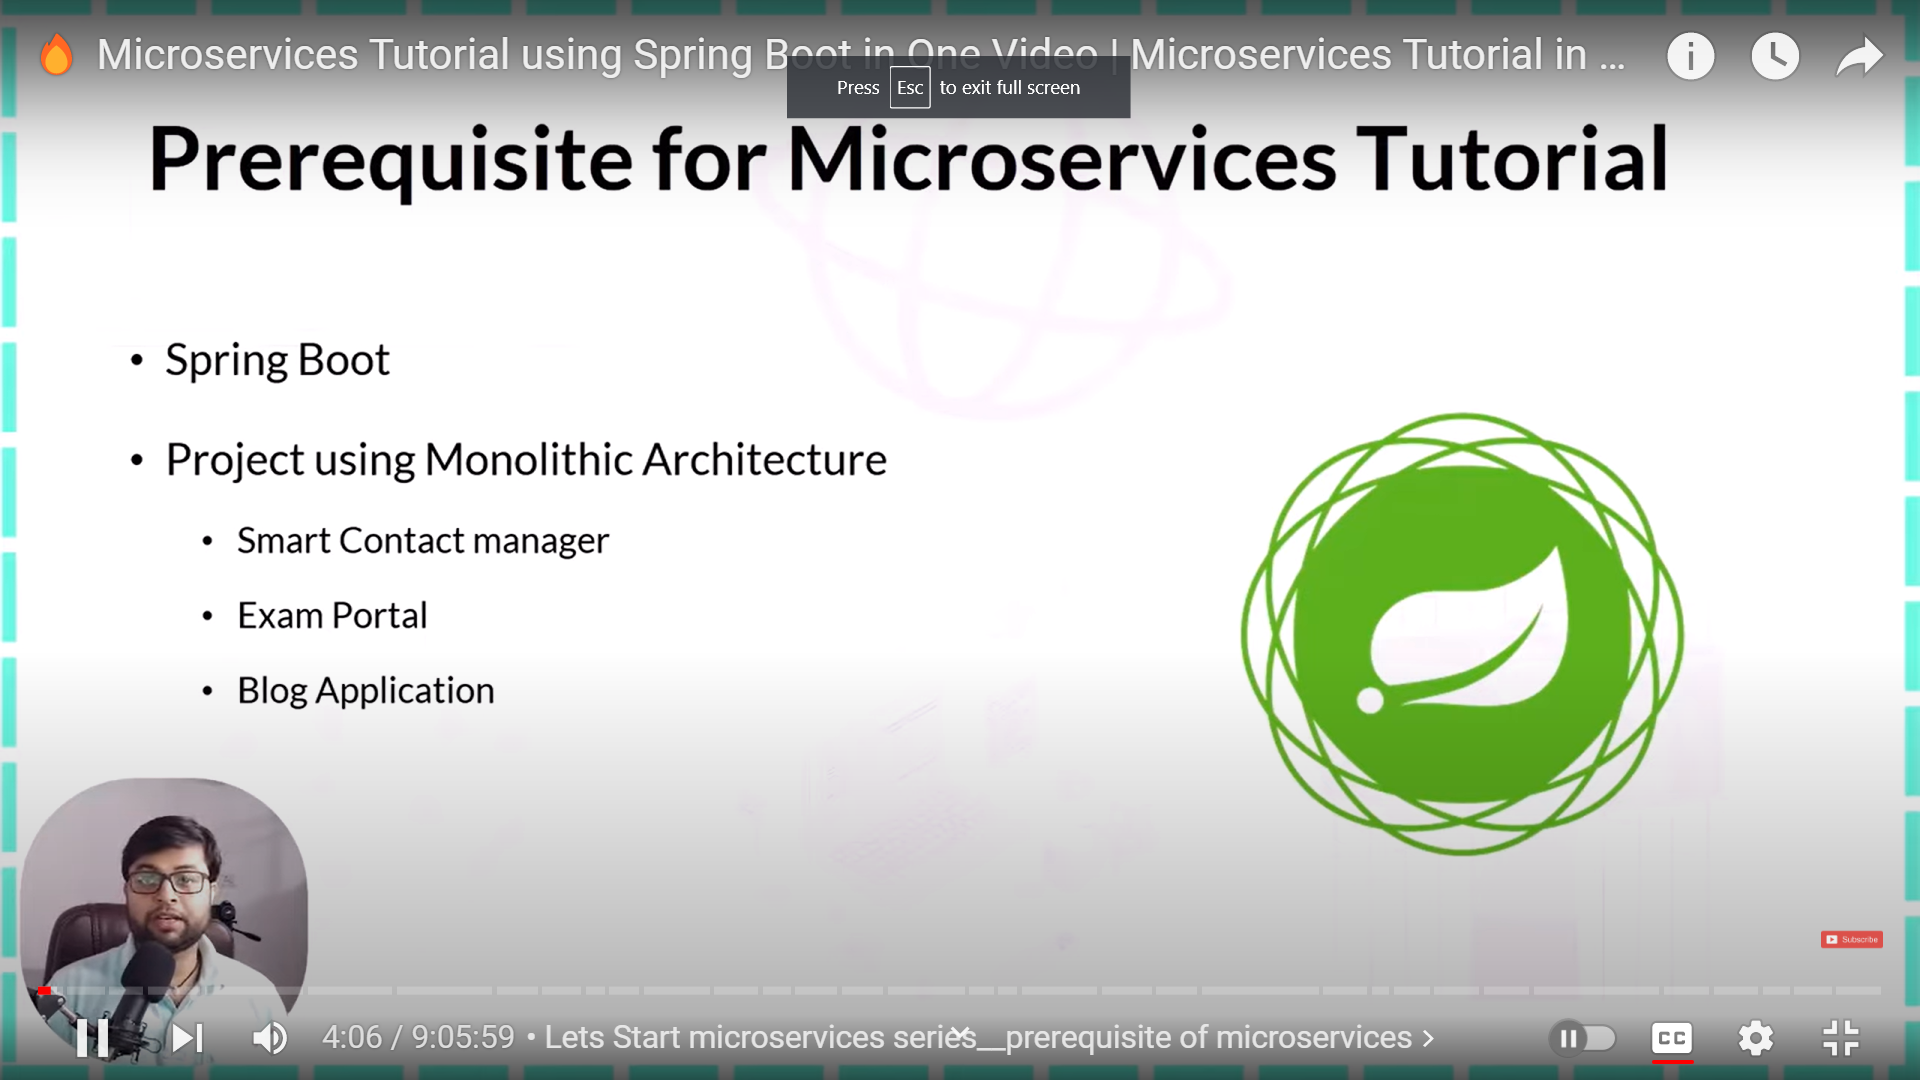 Microservices Tutorial using Spring Boot in One Video | Microservices Tutorial in ...
Press Esc to exit full screen
Prerequisite for Microservices Tutorial
• Spring Boot
• Project using Monolithic Architecture
• Smart Contact manager
• Exam Portal
• Blog Application
Subscribe
4:06 / 9:05:59 • Lets Start microservices series__prerequisite of microservices >
CC